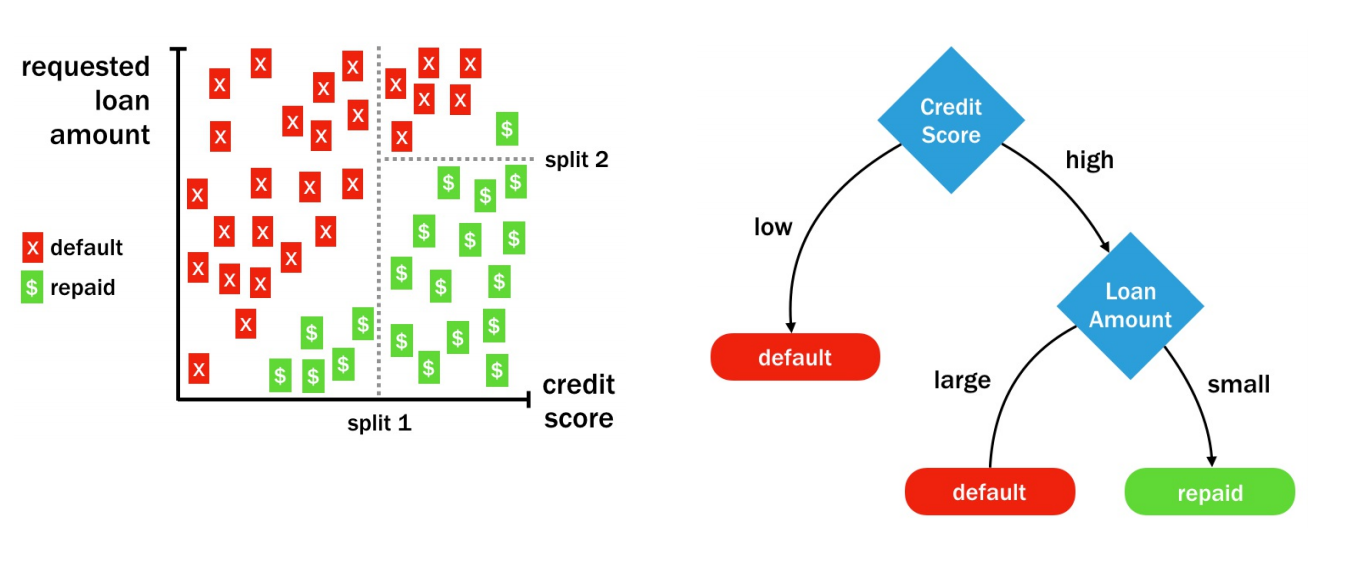 requested
loan
amount
X default
$ repaid
split 2
split 1
credit
score
Credit
Score
low
high
default
Loan
Amount
large
small
default
repaid